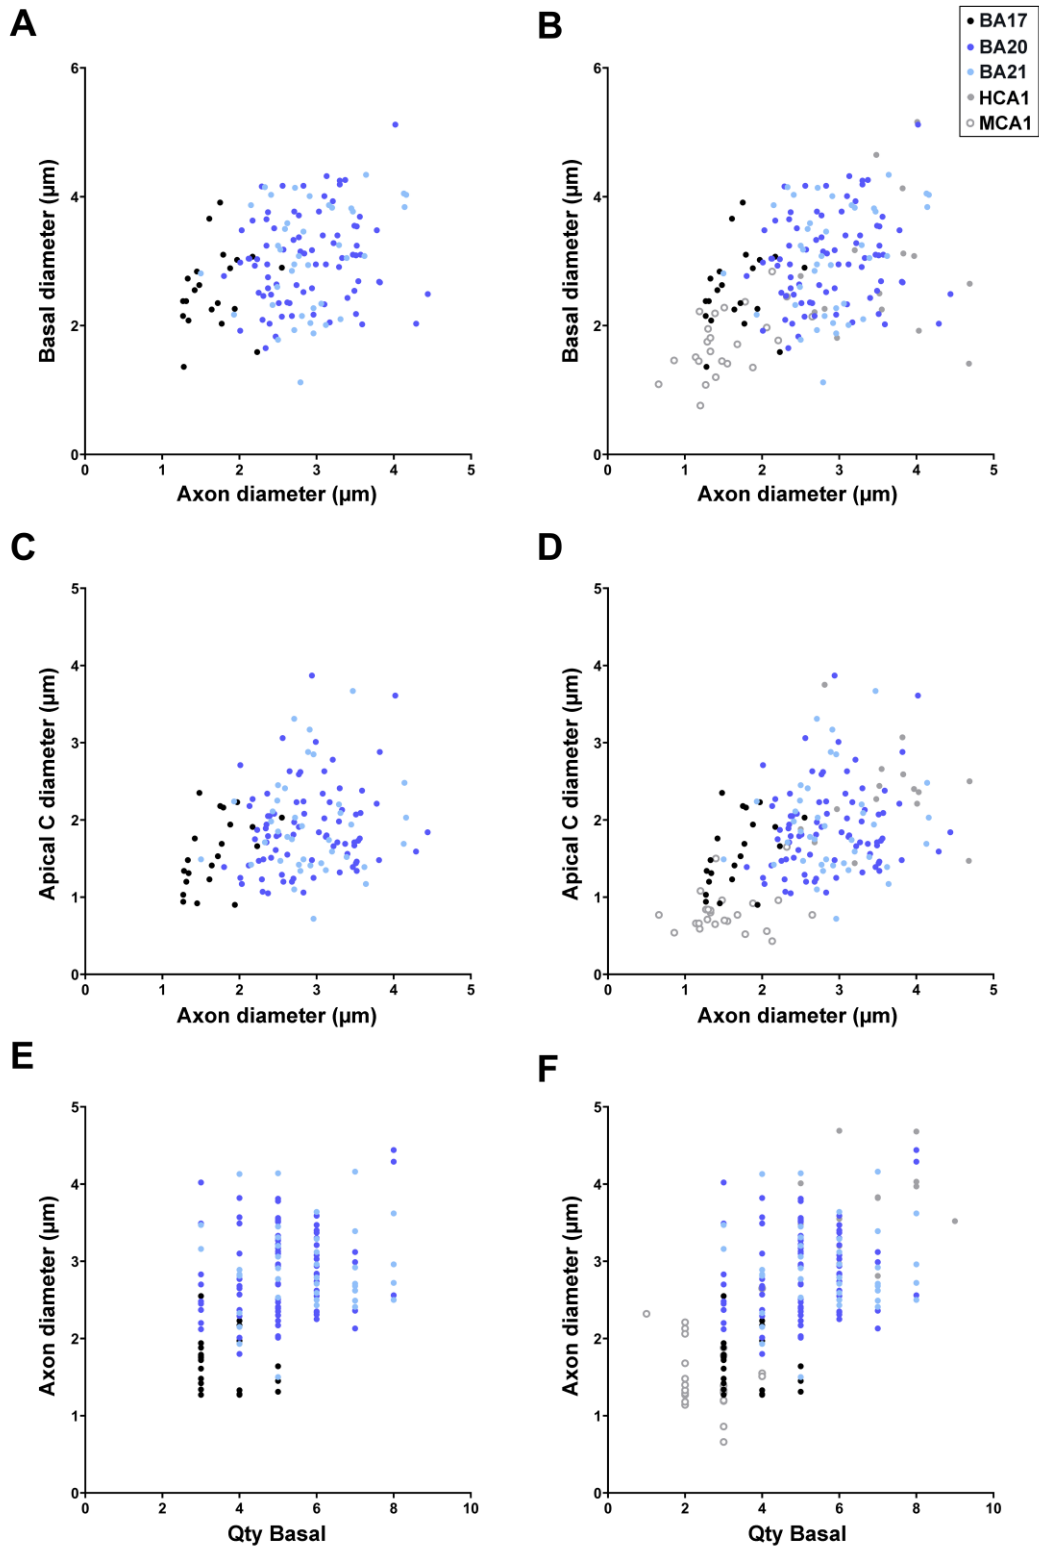 A
B
BA17
BA20
BA21
HCA1
MCA1
6
4
2
0
Basal diameter (µm)
0 1 2 3 4 5
Axon diameter (µm)
6
4
2
0
Basal diameter (µm)
0 1 2 3 4 5
Axon diameter (µm)
C
5
4
3
2
1
0
Apical C diameter (µm)
0 1 2 3 4 5
Axon diameter (µm)
D
5
4
3
2
1
0
Apical C diameter (µm)
0 1 2 3 4 5
Axon diameter (µm)
E
5
4
3
2
1
0
Axon diameter (µm)
0 2 4 6 8 10
Qty Basal
F
5
4
3
2
1
0
Axon diameter (µm)
0 2 4 6 8 10
Qty Basal